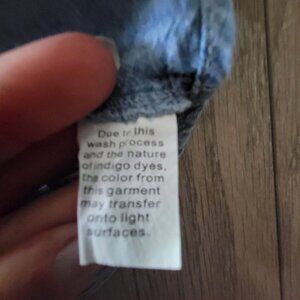 Due to this
wash process
and the nature
of indigo dyes,
the color from
this garment
may transfer
onto light
surfaces.